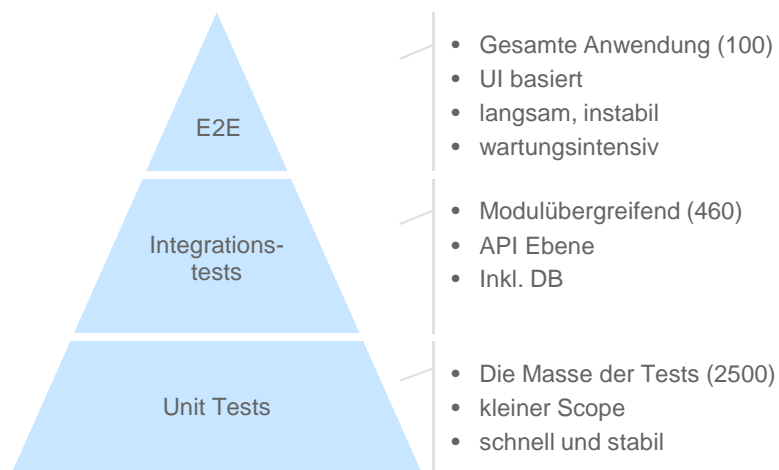 E2E
• Gesamte Anwendung (100)
• UI basiert
• langsam, instabil
• wartungsintensiv
Integrations-
tests
• Modulübergreifend (460)
• API Ebene
• Inkl. DB
Unit Tests
• Die Masse der Tests (2500)
• kleiner Scope
• schnell und stabil